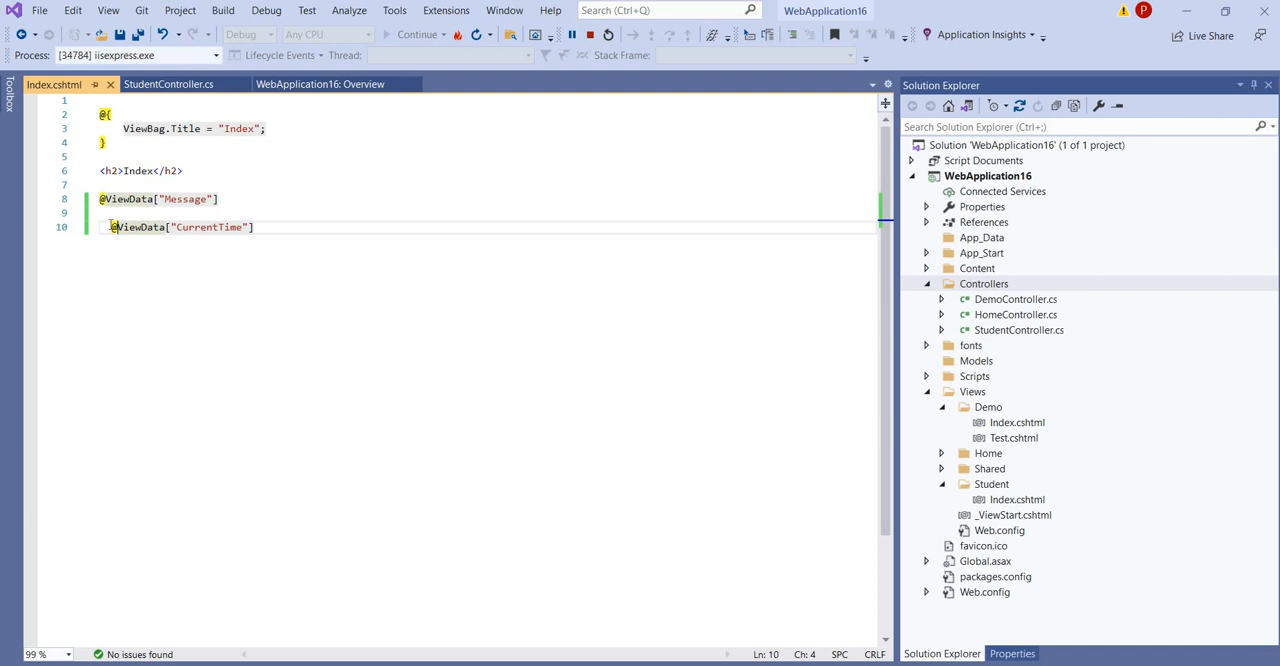 File Edit View Git Project Build Debug Test Analyze Tools Extensions Window Help Search (Ctrl+Q) WebApplication16 P
Debug Any CPU Continue Application Insights Live Share
Process: [34784] iisexpress.exe Lifecycle Events Thread: Stack Frame:
Toolbox
Index.cshtml StudentController.cs WebApplication16: Overview
1
2 @{
3 ViewBag.Title = "Index";
4 }
5
6 <h2>Index</h2>
7
8 @ViewData["Message"]
9
10 @ViewData["CurrentTime"]
99 % No issues found Ln: 10 Ch: 4 SPC CRLF
Solution Explorer
Search Solution Explorer (Ctrl+;)
Solution 'WebApplication16' (1 of 1 project)
Script Documents
WebApplication16
Connected Services
Properties
References
App_Data
App_Start
Content
Controllers
DemoController.cs
HomeController.cs
StudentController.cs
fonts
Models
Scripts
Views
Demo
Index.cshtml
Test.cshtml
Home
Shared
Student
Index.cshtml
_ViewStart.cshtml
Web.config
favicon.ico
Global.asax
packages.config
Web.config
Solution Explorer Properties